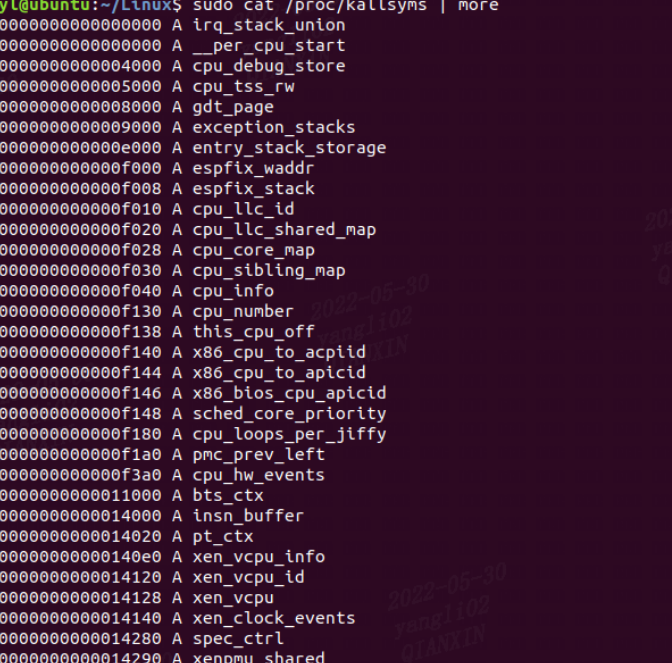 yl@ubuntu:~/Linux$ sudo cat /proc/kallsyms | more
0000000000000000 A irq_stack_union
0000000000000000 A __per_cpu_start
0000000000004000 A cpu_debug_store
0000000000005000 A cpu_tss_rw
0000000000008000 A gdt_page
0000000000009000 A exception_stacks
000000000000e000 A entry_stack_storage
000000000000f000 A espfix_waddr
000000000000f008 A espfix_stack
000000000000f010 A cpu_llc_id
000000000000f020 A cpu_llc_shared_map
000000000000f028 A cpu_core_map
000000000000f030 A cpu_sibling_map
000000000000f040 A cpu_info
000000000000f130 A cpu_number
000000000000f138 A this_cpu_off
000000000000f140 A x86_cpu_to_acpiid
000000000000f144 A x86_cpu_to_apicid
000000000000f146 A x86_bios_cpu_apicid
000000000000f148 A sched_core_priority
000000000000f180 A cpu_loops_per_jiffy
000000000000f1a0 A pmc_prev_left
000000000000f3a0 A cpu_hw_events
0000000000011000 A bts_ctx
0000000000014000 A insn_buffer
0000000000014020 A pt_ctx
00000000000140e0 A xen_vcpu_info
0000000000014120 A xen_vcpu_id
0000000000014128 A xen_vcpu
0000000000014140 A xen_clock_events
0000000000014280 A spec_ctrl
0000000000014290 A xenpmu_shared
2022-05-30
yangli02
QIANXIN
2022-05-30
yangli02
QIANXIN